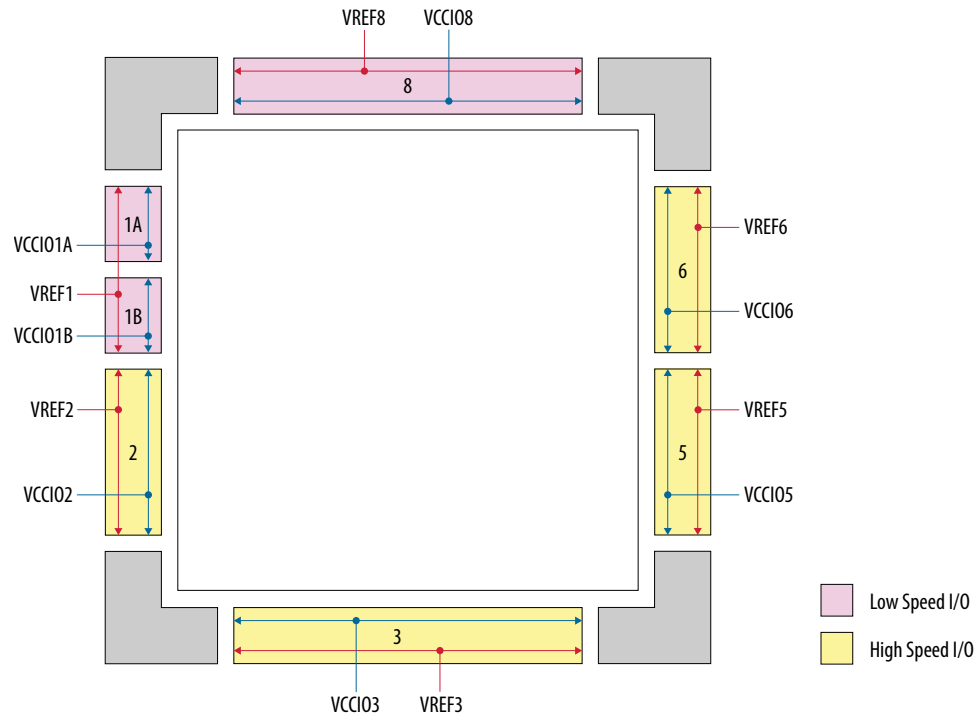 VREF8
VCCIO8
8
1A
VCCIO1A
VREF1
1B
VCCIO1B
VREF2
2
VCCIO2
6
VREF6
VCCIO6
VREF5
5
VCCIO5
3
VCCIO3
VREF3
Low Speed I/O
High Speed I/O